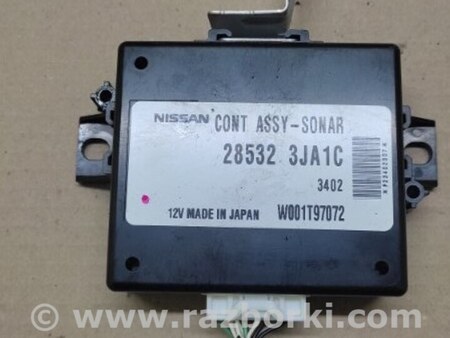 NISSAN CONT ASSY-SONAR
28532 3JA1C
3402
12V MADE IN JAPAN W001T97072
© www.razborki.com